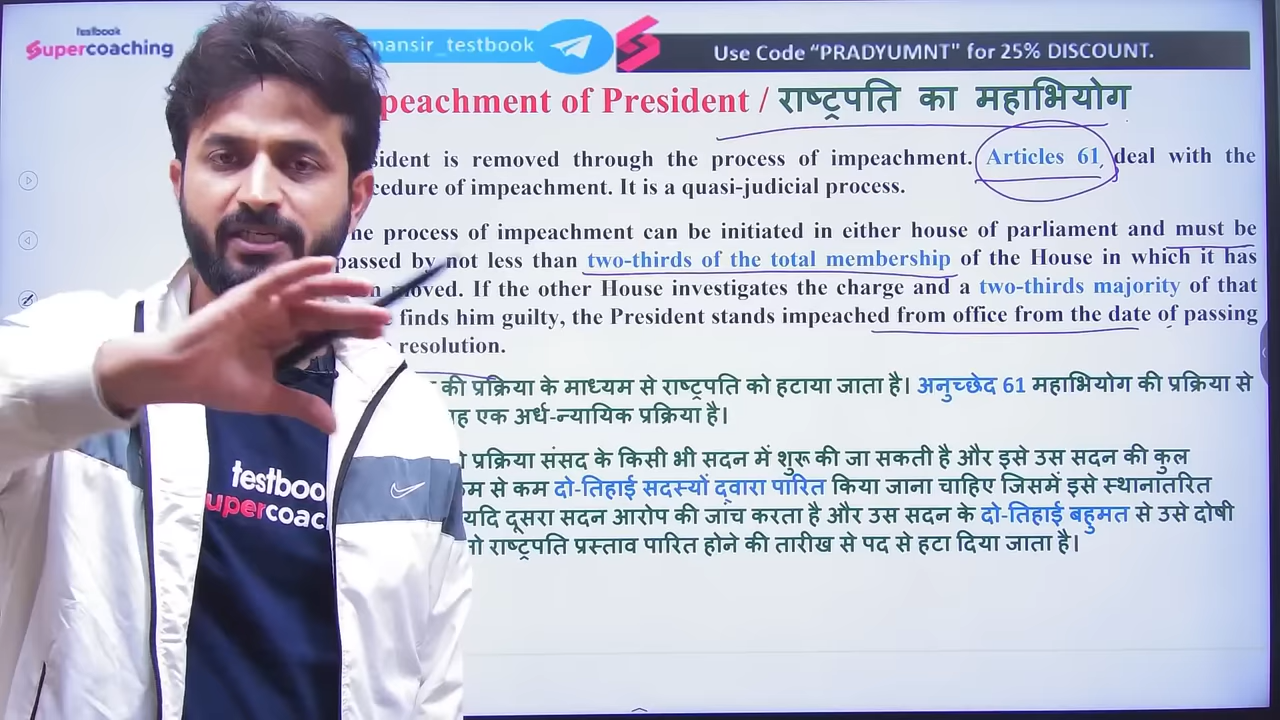 testbook
Supercoaching
mansir_testbook
Use Code “PRADYUMNT" for 25% DISCOUNT.
peachment of President / राष्ट्रपति का महाभियोग
sident is removed through the process of impeachment. Articles 61, deal with the
cedure of impeachment. It is a quasi-judicial process.
he process of impeachment can be initiated in either house of parliament and must be
passed by not less than two-thirds of the total membership of the House in which it has
n moved. If the other House investigates the charge and a two-thirds majority of that
finds him guilty, the President stands impeached from office from the date of passing
resolution.
की प्रक्रिया के माध्यम से राष्ट्रपति को हटाया जाता है। अनुच्छेद 61 महाभियोग की प्रक्रिया से
ह एक अर्ध-न्यायिक प्रक्रिया है।
प्रक्रिया संसद के किसी भी सदन में शुरू की जा सकती है और इसे उस सदन की कुल
म से कम दो-तिहाई सदस्यों द्वारा पारित किया जाना चाहिए जिसमें इसे स्थानांतरित
यदि दूसरा सदन आरोप की जांच करता है और उस सदन के दो-तिहाई बहुमत से उसे दोषी
तो राष्ट्रपति प्रस्ताव पारित होने की तारीख से पद से हटा दिया जाता है।
testboo
upercoac